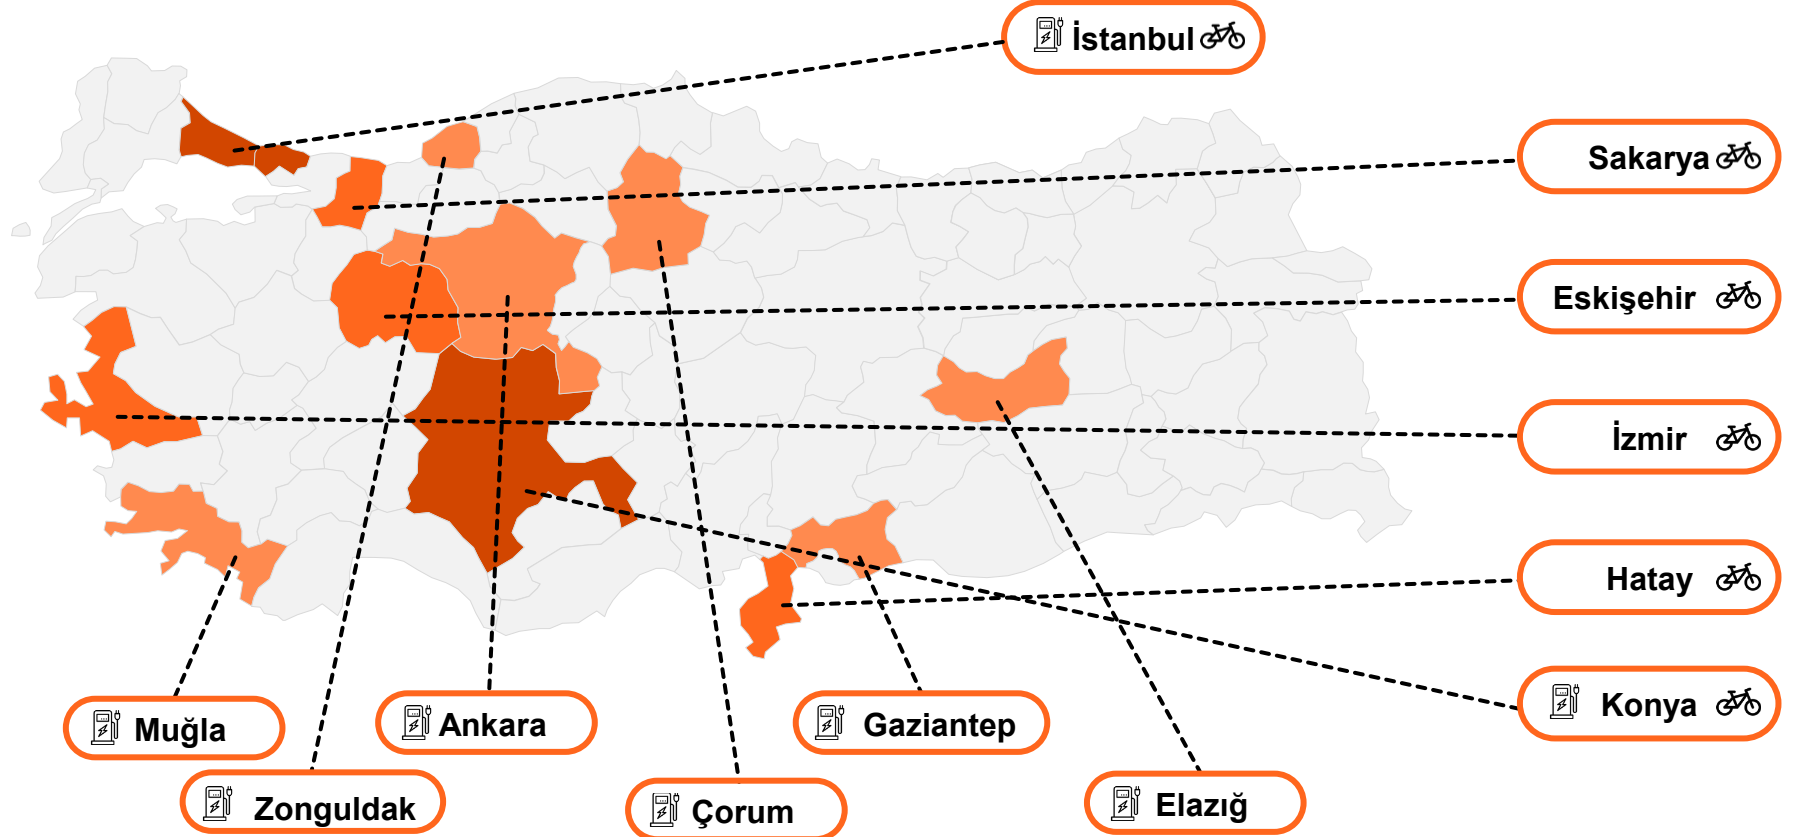 İstanbul
Sakarya
Eskişehir
İzmir
Hatay
Konya
Muğla
Ankara
Gaziantep
Zonguldak
Çorum
Elazığ